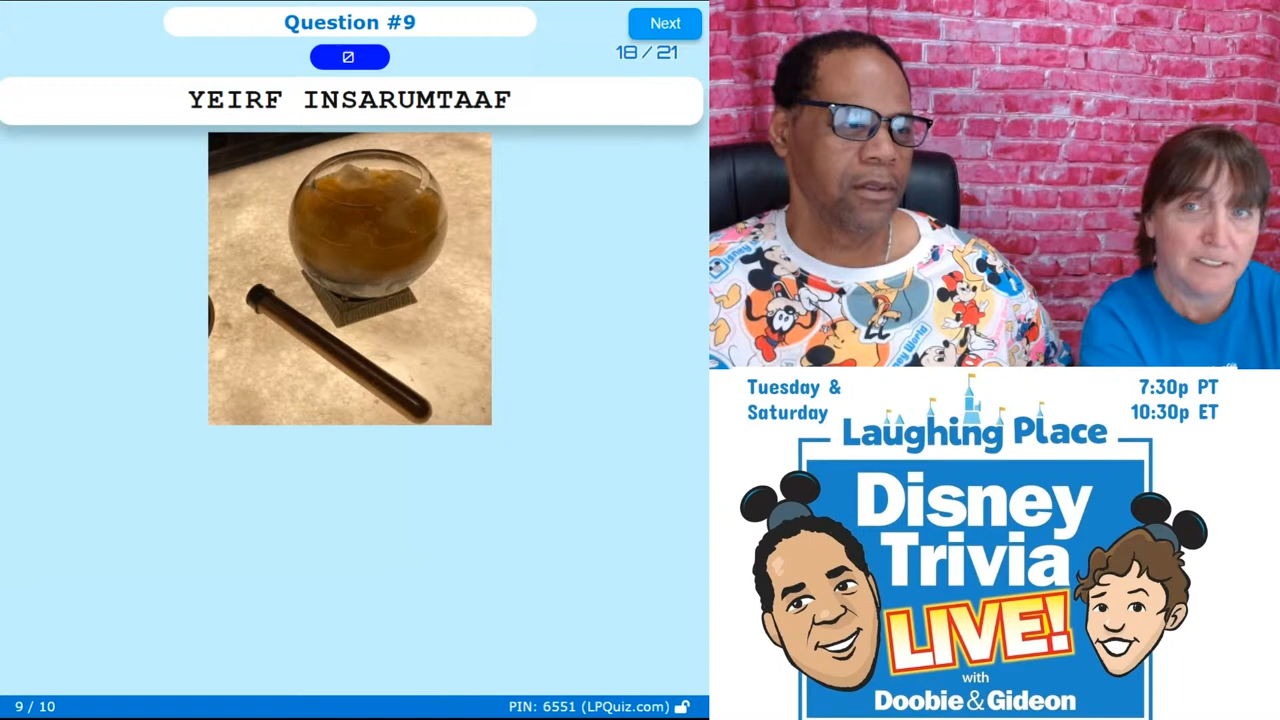 Question #9
Next
18 / 21
YEIRF INSARUMTAAF
9 / 10
PIN: 6551 (LPQuiz.com)
Tuesday &
Saturday
7:30p PT
10:30p ET
Laughing Place
Disney
Trivia
LIVE!
with
Doobie & Gideon